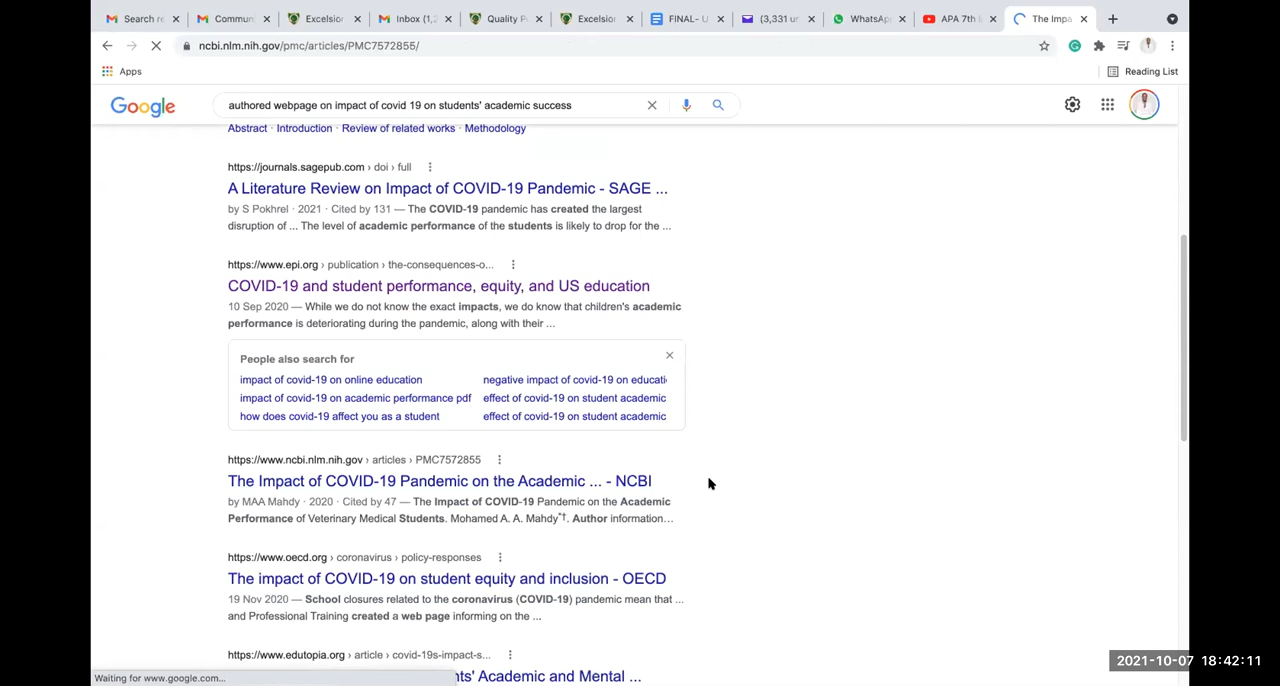 Search re
Commun
Excelsior
Inbox (1,2
Quality P
Excelsior
FINAL- U
(3,331 un
WhatsAp
APA 7th
The Impa
ncbi.nlm.nih.gov/pmc/articles/PMC7572855/
Apps
Reading List
Google
authored webpage on impact of covid 19 on students' academic success
Abstract · Introduction · Review of related works · Methodology
https://journals.sagepub.com › doi › full
A Literature Review on Impact of COVID-19 Pandemic - SAGE ...
by S Pokhrel · 2021 · Cited by 131 — The COVID-19 pandemic has created the largest
disruption of ... The level of academic performance of the students is likely to drop for the ...
https://www.epi.org › publication › the-consequences-o...
COVID-19 and student performance, equity, and US education
10 Sep 2020 — While we do not know the exact impacts, we do know that children's academic
performance is deteriorating during the pandemic, along with their ...
People also search for
impact of covid-19 on online education
negative impact of covid-19 on educati
impact of covid-19 on academic performance pdf
effect of covid-19 on student academic
how does covid-19 affect you as a student
effect of covid-19 on student academic
https://www.ncbi.nlm.nih.gov › articles › PMC7572855
The Impact of COVID-19 Pandemic on the Academic ... - NCBI
by MAA Mahdy · 2020 · Cited by 47 — The Impact of COVID-19 Pandemic on the Academic
Performance of Veterinary Medical Students. Mohamed A. A. Mahdy*†. Author information...
https://www.oecd.org › coronavirus › policy-responses
The impact of COVID-19 on student equity and inclusion - OECD
19 Nov 2020 — School closures related to the coronavirus (COVID-19) pandemic mean that ...
and Professional Training created a web page informing on the ...
https://www.edutopia.org › article › covid-19s-impact-s...
nts' Academic and Mental ...
Waiting for www.google.com...
2021-10-07 18:42:11